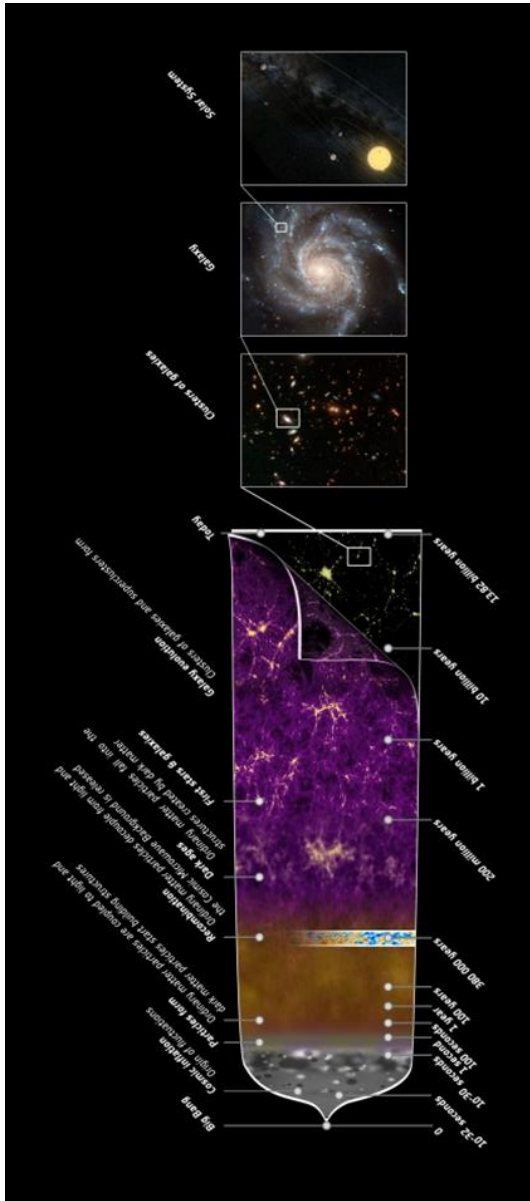 Big Bang
Cosmic inflation
Origin of fluctuations
Particles form
Ordinary matter particles are coupled to light and
dark matter particles start building structures
Recombination
Ordinary matter particles decouple from light and
the Cosmic Microwave Background is released
Dark ages
Ordinary matter particles fall into the
structures created by dark matter
First stars & galaxies
Galaxy evolution
Clusters of galaxies and superclusters form
Today
Clusters of galaxies
Galaxy
Solar System
0
10⁻³² seconds
10⁻³⁰ seconds
1 second
100 seconds
1 year
100 years
380 000 years
200 million years
1 billion years
10 billion years
13.82 billion years